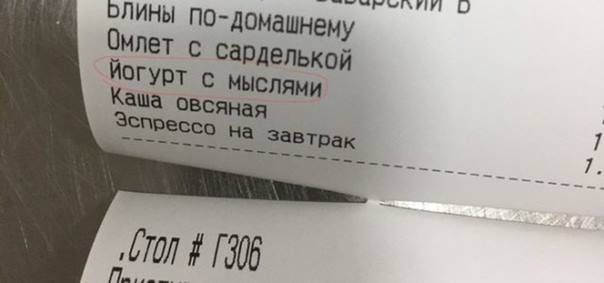 Блины по-домашнему
Омлет с сарделькой
Йогурт с мыслями
Каша овсяная
Эспрессо на завтрак
.Стол # Г306